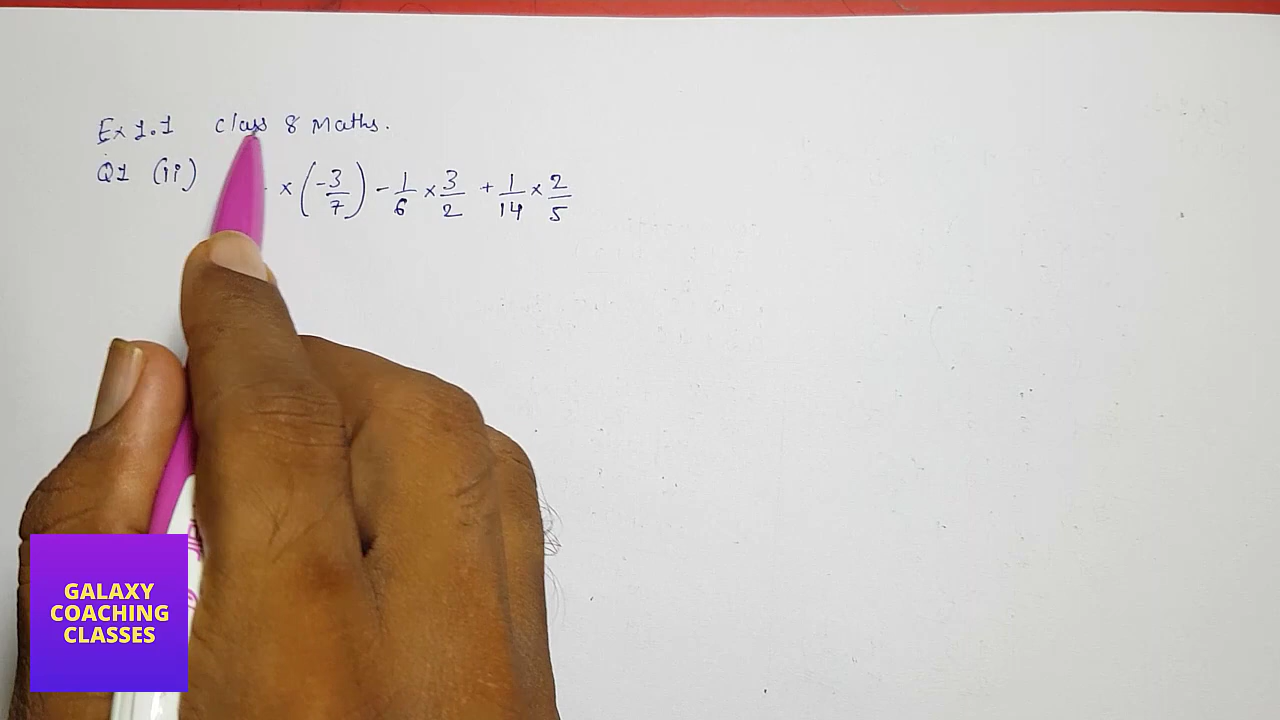 Ex 1.1 Class 8 Maths.
Q1 (ii) × (-3/7) - 1/6 × 3/2 + 1/14 × 2/5
GALAXY
COACHING
CLASSES